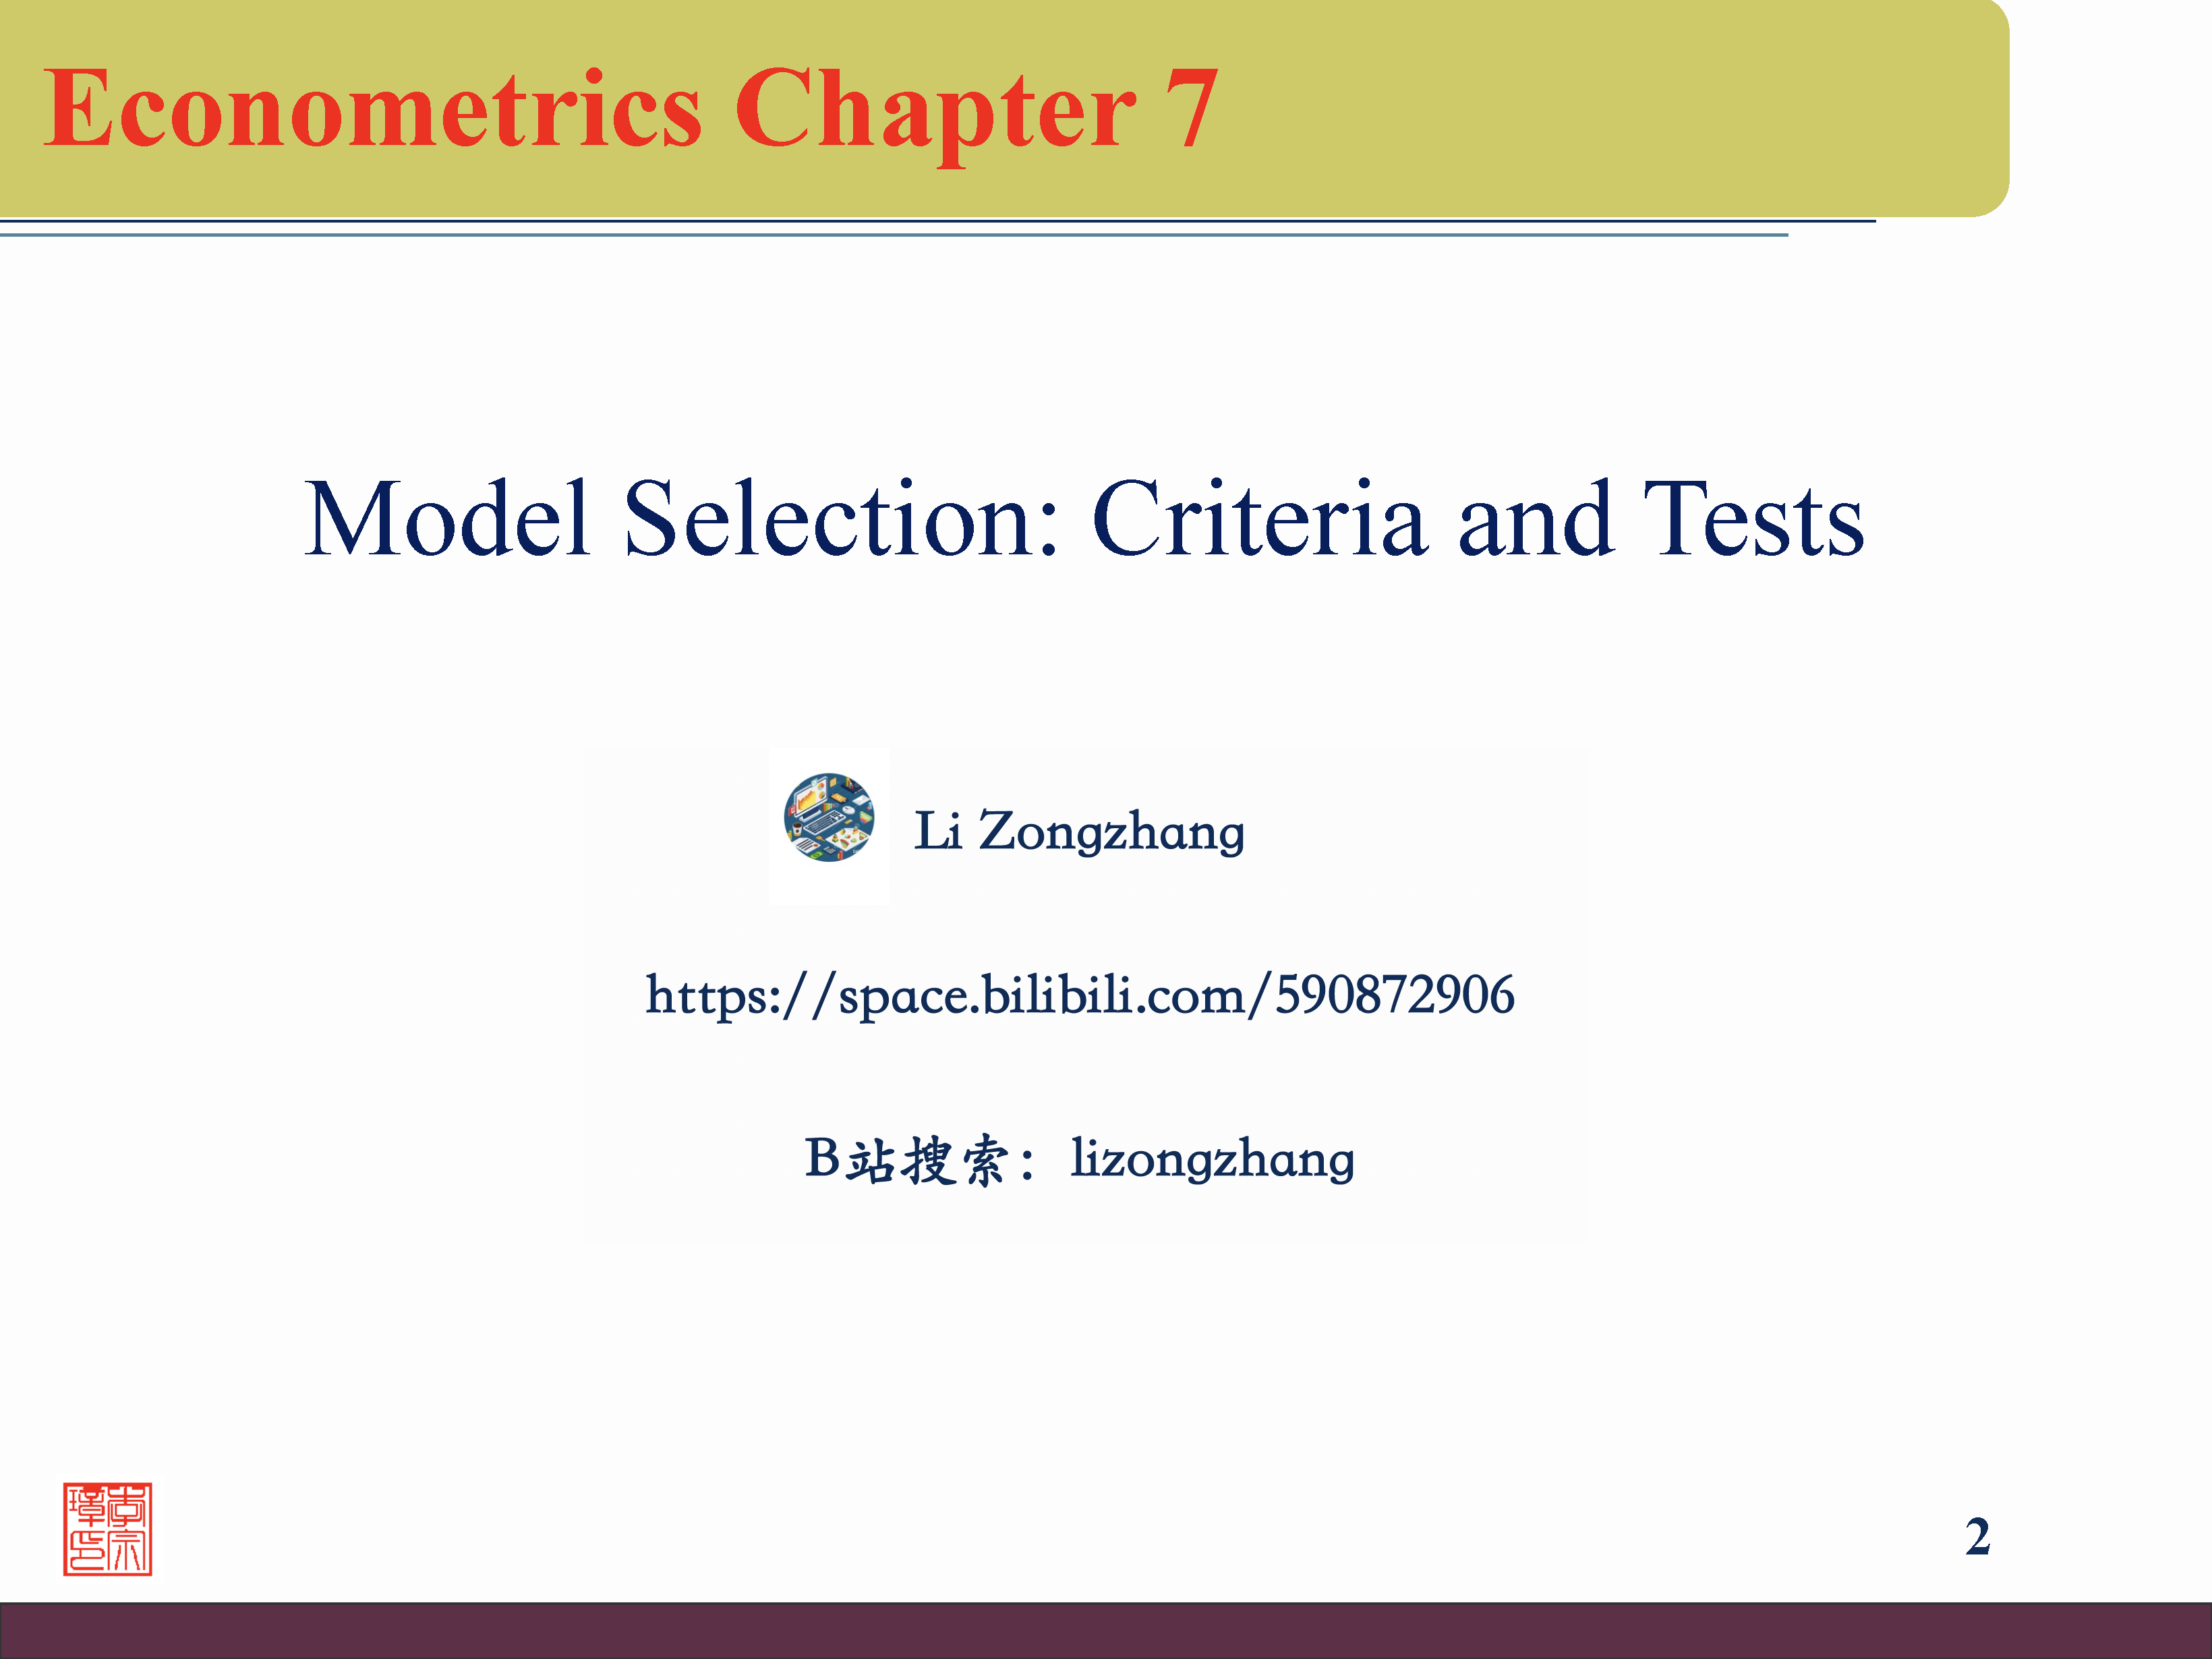 Econometrics Chapter 7
Model Selection: Criteria and Tests
Li Zongzhang
https://space.bilibili.com/590872906
B站搜索：lizongzhang
李宗
璋印
2